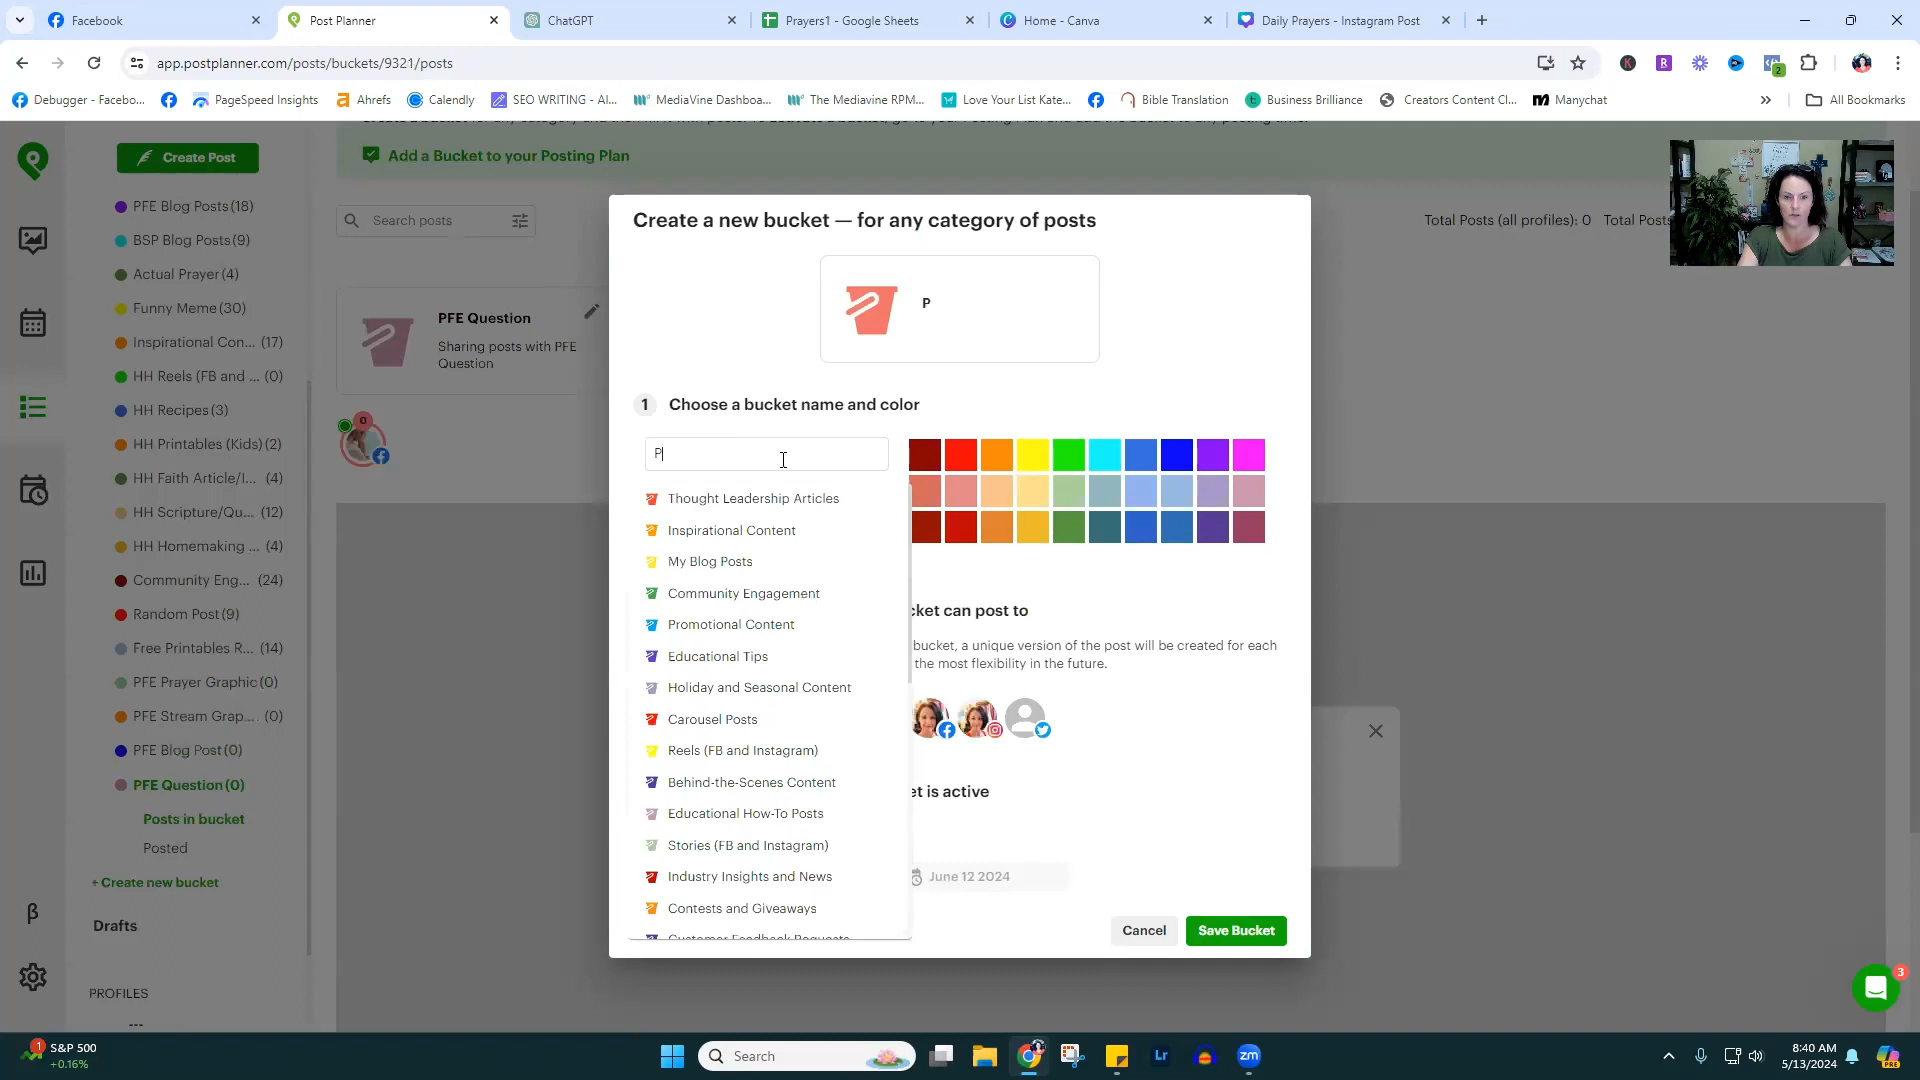 Facebook
Post Planner
ChatGPT
Prayers1 - Google Sheets
Home - Canva
Daily Prayers - Instagram Post
app.postplanner.com/posts/buckets/9321/posts
Debugger - Facebo...
PageSpeed Insights
Ahrefs
Calendly
SEO WRITING - AI...
MediaVine Dashboa...
The Mediavine RPM...
Love Your List Kate...
Bible Translation
Business Brilliance
Creators Content Cl...
Manychat
All Bookmarks
Create Post
Add a Bucket to your Posting Plan
Search posts
Total Posts (all profiles): 0
Total Posts
PFE Blog Posts (18)
BSP Blog Posts (9)
Actual Prayer (4)
Funny Meme (30)
Inspirational Con... (17)
HH Reels (FB and ... (0)
HH Recipes (3)
HH Printables (Kids) (2)
HH Faith Article/I... (4)
HH Scripture/Qu... (12)
HH Homemaking ... (4)
Community Eng... (24)
Random Post (9)
Free Printables R... (14)
PFE Prayer Graphic (0)
PFE Stream Grap... (0)
PFE Blog Post (0)
PFE Question (0)
Posts in bucket
Posted
+ Create new bucket
Drafts
PROFILES
β
PFE Question
Sharing posts with PFE
Question
0
Create a new bucket — for any category of posts
P
1 Choose a bucket name and color
P
Thought Leadership Articles
Inspirational Content
My Blog Posts
Community Engagement
Promotional Content
Educational Tips
Holiday and Seasonal Content
Carousel Posts
Reels (FB and Instagram)
Behind-the-Scenes Content
Educational How-To Posts
Stories (FB and Instagram)
Industry Insights and News
Contests and Giveaways
Customer Feedback Requests
cket can post to
bucket, a unique version of the post will be created for each
the most flexibility in the future.
et is active
June 12 2024
Cancel
Save Bucket
3
1
S&P 500
+0.16%
Search
Lr
zm
8:40 AM
5/13/2024
PRE